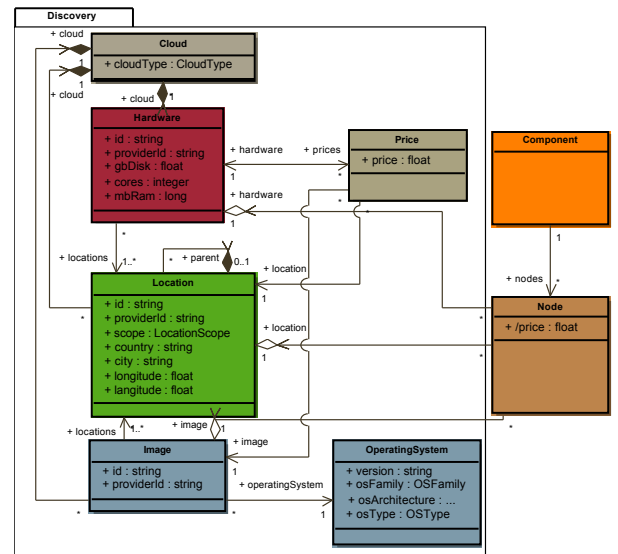 Discovery
+ cloud
Cloud
+ cloudType : CloudType
1
1
+ cloud
+ cloud
1
Hardware
+ id : string
+ providerId : string
+ gbDisk : float
+ cores : integer
+ mbRam : long
+ hardware
+ prices
1
*
Price
+ price : float
Component
+ hardware
1
*
*
*
1
+ locations
1..*
*
+ parent
0..1
+ location
1
+ nodes
*
Location
+ id : string
+ providerId : string
+ scope : LocationScope
+ country : string
+ city : string
+ longitude : float
+ langitude : float
Node
+ /price : float
+ location
1
*
*
*
*
+ locations
1..*
+ image
1
+ image
1
Image
+ id : string
+ providerId : string
OperatingSystem
+ version : string
+ osFamily : OSFamily
+ osArchitecture : ...
+ osType : OSType
+ operatingSystem
*
*
1